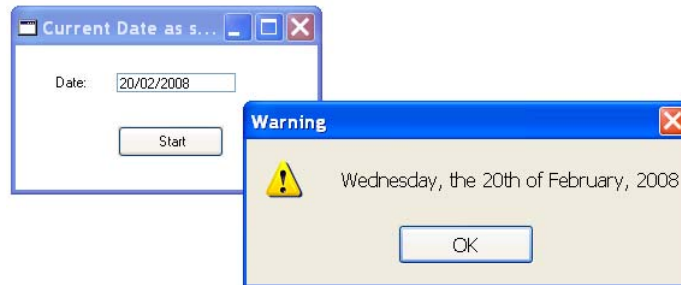 Current Date as s...
Date: 20/02/2008
Start
Warning
Wednesday, the 20th of February, 2008
OK